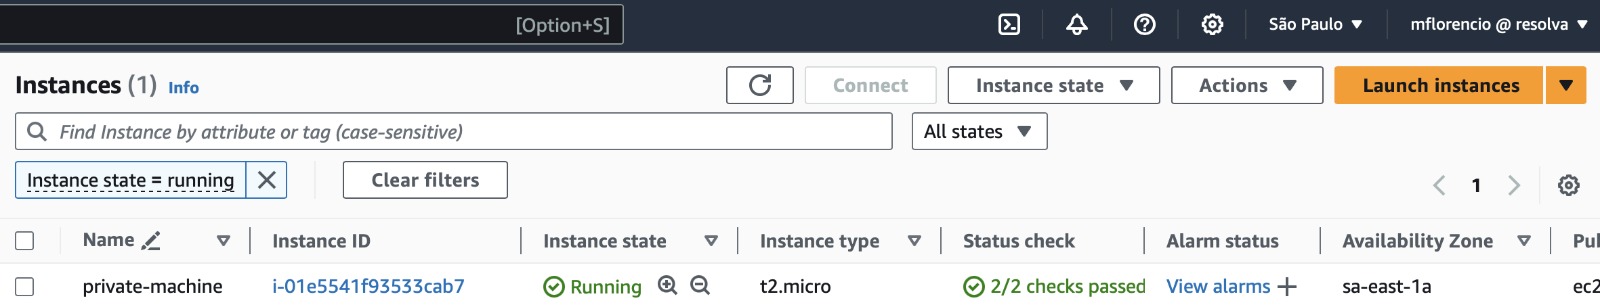 [Option+S] São Paulo ▼ mflorencio @ resolva ▼
Instances (1) Info Connect Instance state ▼ Actions ▼ Launch instances ▼
Find Instance by attribute or tag (case-sensitive) All states ▼
Instance state = running Clear filters
1
Name Instance ID Instance state Instance type Status check Alarm status Availability Zone Pul
private-machine i-01e5541f93533cab7 Running t2.micro 2/2 checks passed View alarms + sa-east-1a ec2